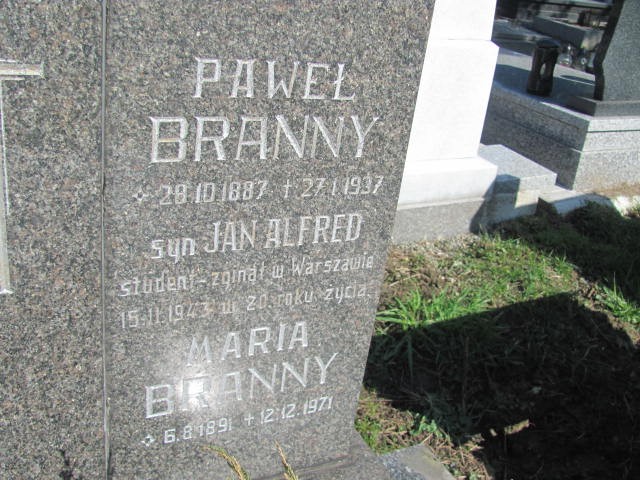 PAWEŁ
BRANNY
* 28.10.1887 + 27.1.1937
syn JAN ALFRED
student-zginął w Warszawie
15.11.1943 w 20 roku życia.
MARIA
BRANNY
* 6.8.1891 + 12.12.1971